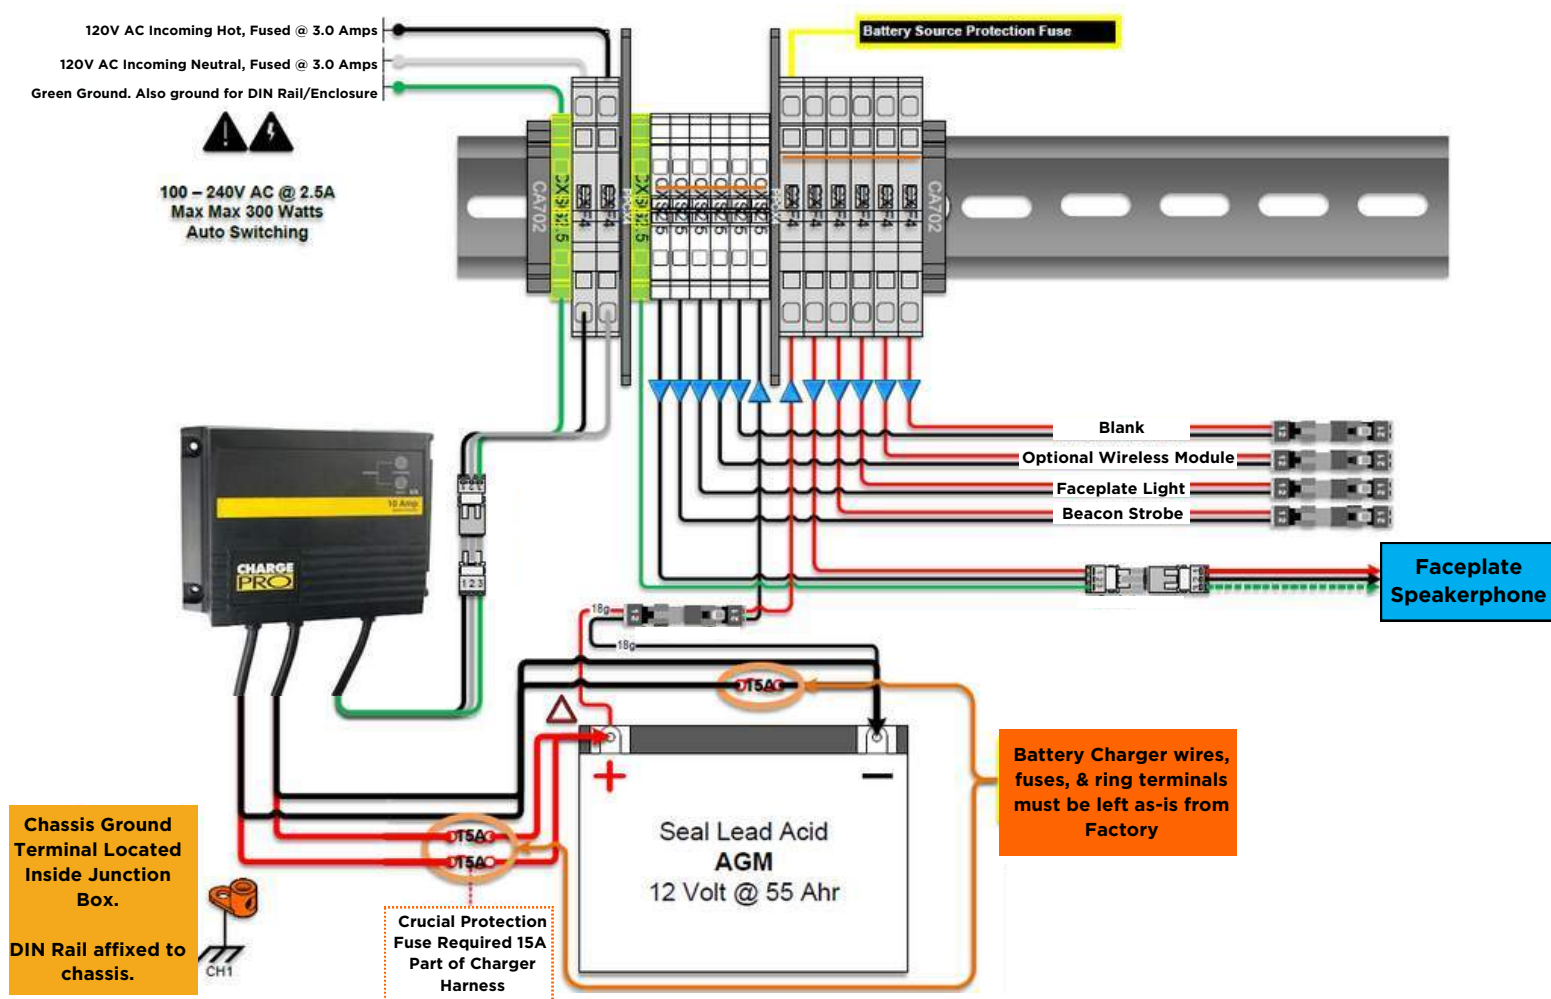 120V AC Incoming Hot, Fused @ 3.0 Amps
120V AC Incoming Neutral, Fused @ 3.0 Amps
Green Ground. Also ground for DIN Rail/Enclosure
100 – 240V AC @ 2.5A
Max Max 300 Watts
Auto Switching
Battery Source Protection Fuse
CA702
CA702
Blank
Optional Wireless Module
Faceplate Light
Beacon Strobe
Faceplate
Speakerphone
10 Amp
CHARGE
PRO
1 2 3
18g
18g
15A
15A
15A
+
−
Seal Lead Acid
AGM
12 Volt @ 55 Ahr
Battery Charger wires,
fuses, & ring terminals
must be left as-is from
Factory
Chassis Ground
Terminal Located
Inside Junction
Box.
DIN Rail affixed to
chassis.
CH1
Crucial Protection
Fuse Required 15A
Part of Charger
Harness